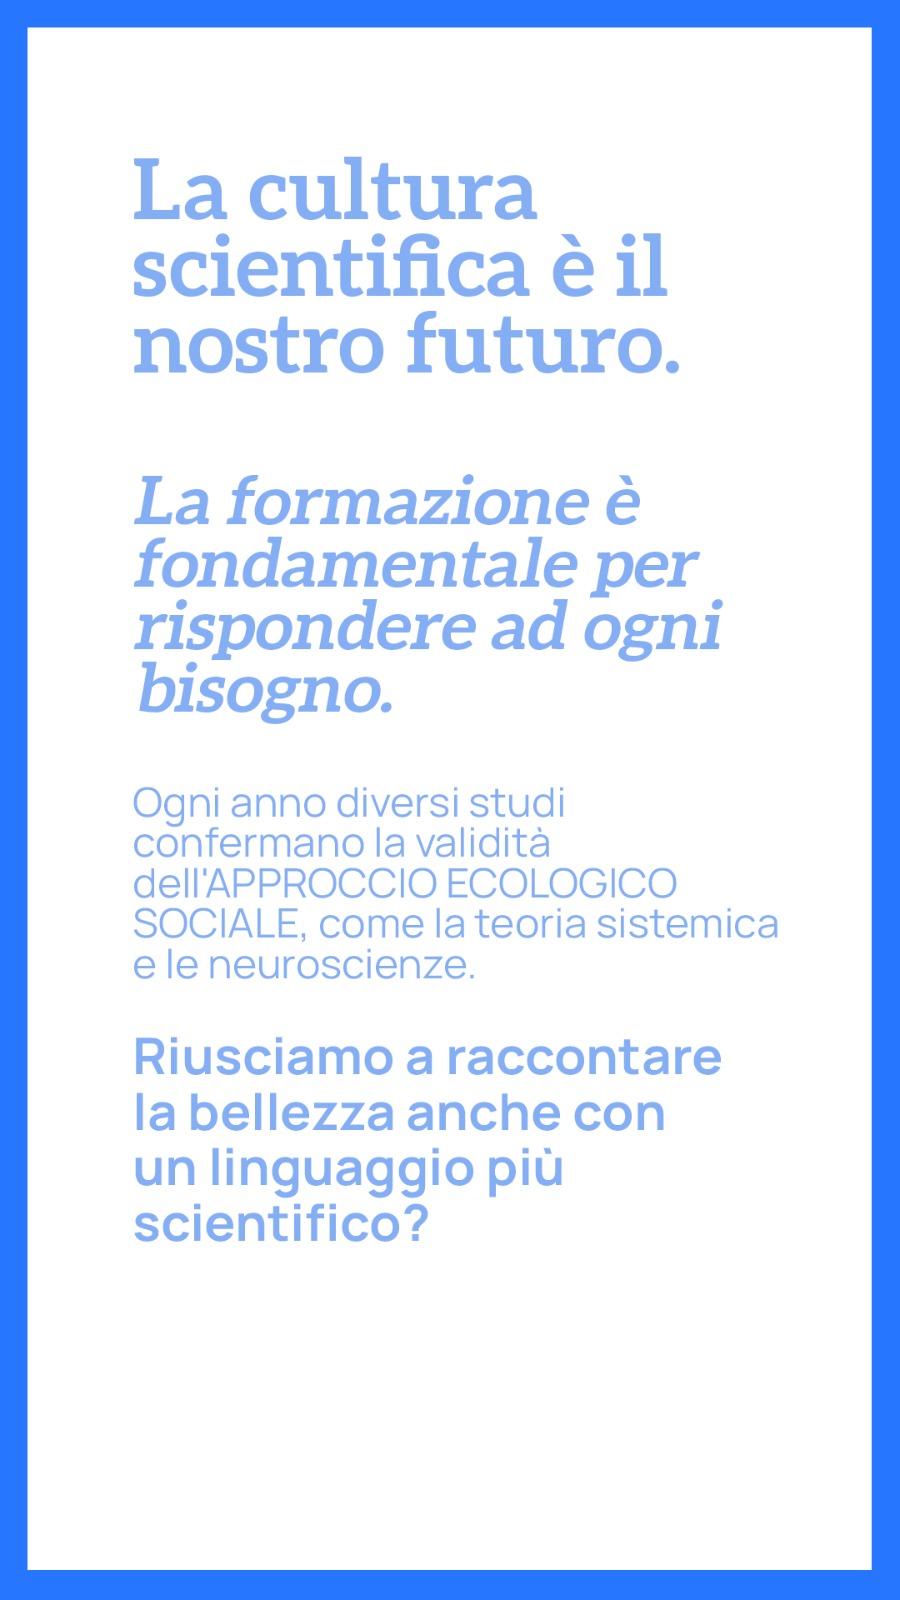 La cultura
scientifica è il
nostro futuro.
La formazione è
fondamentale per
rispondere ad ogni
bisogno.
Ogni anno diversi studi
confermano la validità
dell'APPROCCIO ECOLOGICO
SOCIALE, come la teoria sistemica
e le neuroscienze.
Riusciamo a raccontare
la bellezza anche con
un linguaggio più
scientifico?